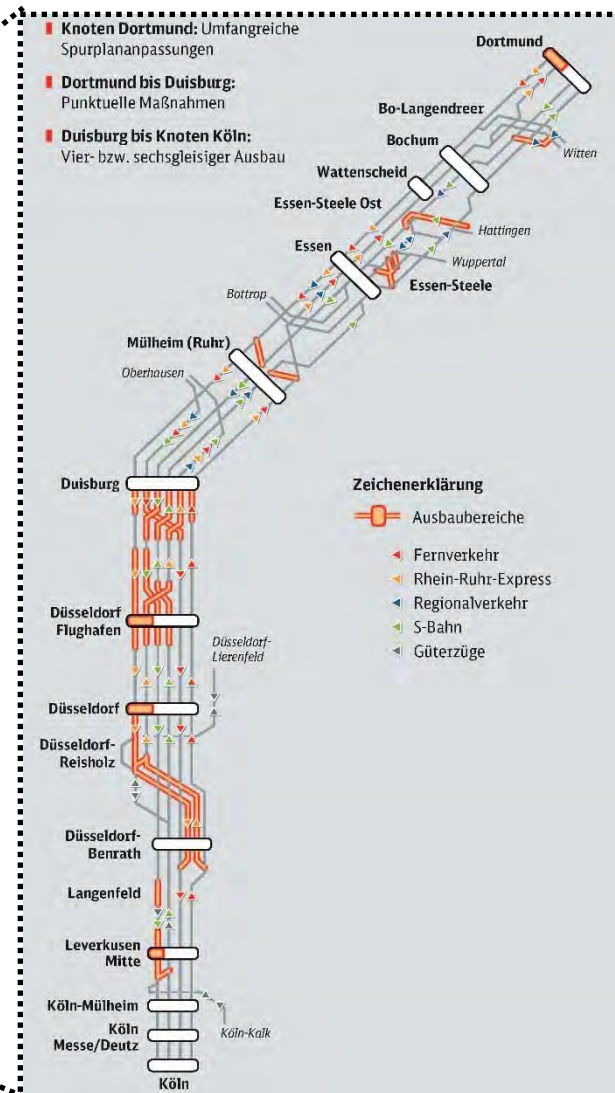 Knoten Dortmund: Umfangreiche
Spurplananpassungen
Dortmund bis Duisburg:
Punktuelle Maßnahmen
Duisburg bis Knoten Köln:
Vier- bzw. sechsgleisiger Ausbau
Dortmund
Bo-Langendreer
Bochum
Witten
Wattenscheid
Essen-Steele Ost
Hattingen
Essen
Wuppertal
Essen-Steele
Bottrop
Mülheim (Ruhr)
Oberhausen
Duisburg
Zeichenerklärung
Ausbaubereiche
Fernverkehr
Rhein-Ruhr-Express
Regionalverkehr
S-Bahn
Güterzüge
Düsseldorf
Flughafen
Düsseldorf-
Lierenfeld
Düsseldorf
Düsseldorf-
Reisholz
Düsseldorf-
Benrath
Langenfeld
Leverkusen
Mitte
Köln-Mülheim
Köln
Messe/Deutz
Köln-Kalk
Köln